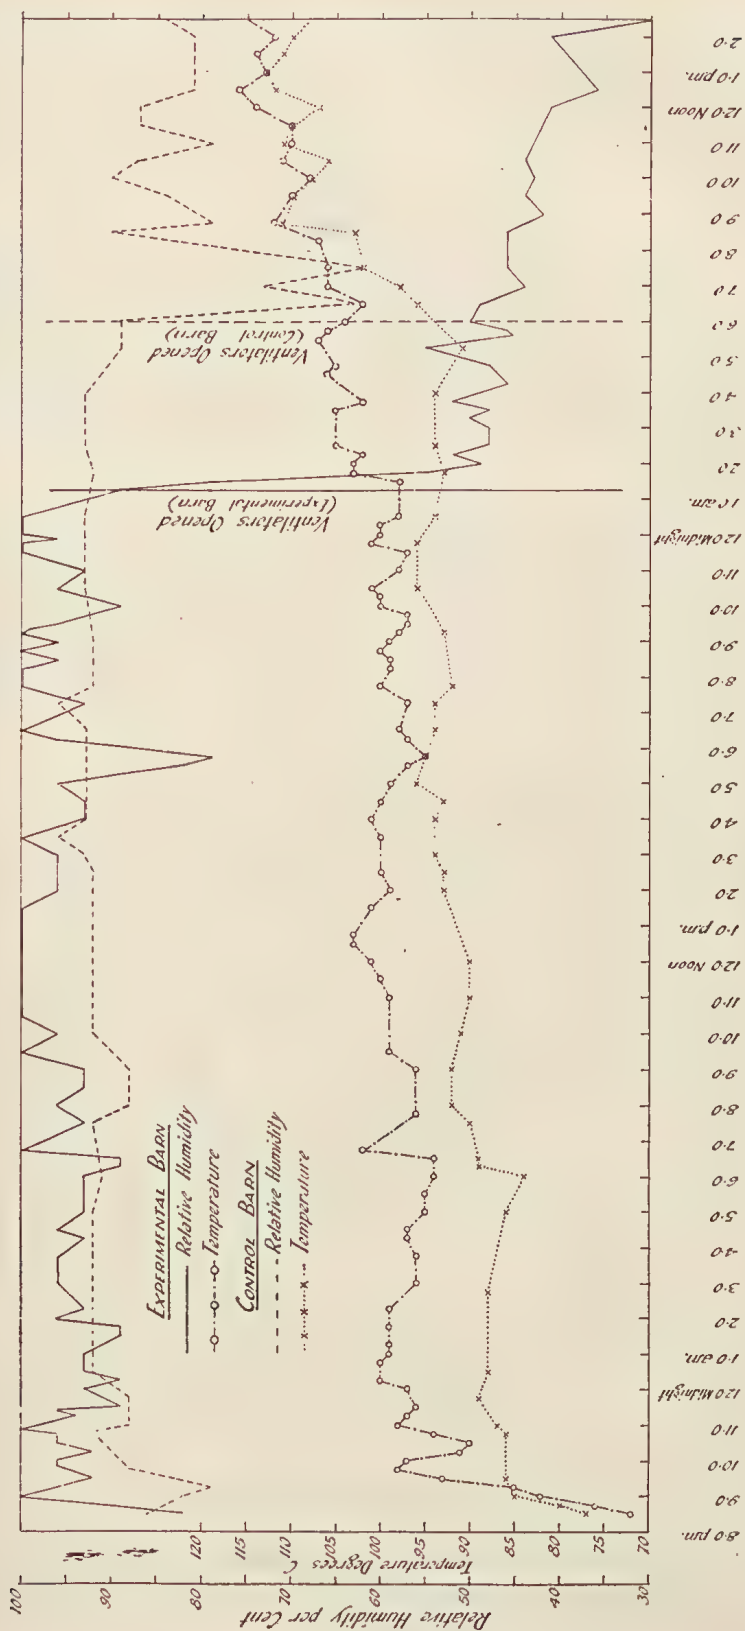 Relative Humidity per Cent
100
90
80
70
60
50
40
30
Temperature Degrees C
120
115
110
105
100
95
90
85
80
75
70
EXPERIMENTAL BARN
Relative Humidity
Temperature
CONTROL BARN
Relative Humidity
Temperature
Ventilators Opened
(Experimental Barn)
Ventilators Opened
(Control Barn)
8·0 p.m.
9·0
10·0
11·0
12·0 Midnight
1·0 am.
2·0
3·0
4·0
5·0
6·0
7·0
8·0
9·0
10·0
11·0
12·0 Noon
1·0 p.m.
2·0
3·0
4·0
5·0
6·0
7·0
8·0
9·0
10·0
11·0
12·0 Midnight
1·0 am.
2·0
3·0
4·0
5·0
6·0
7·0
8·0
9·0
10·0
11·0
12·0 Noon
1·0 p.m.
2·0